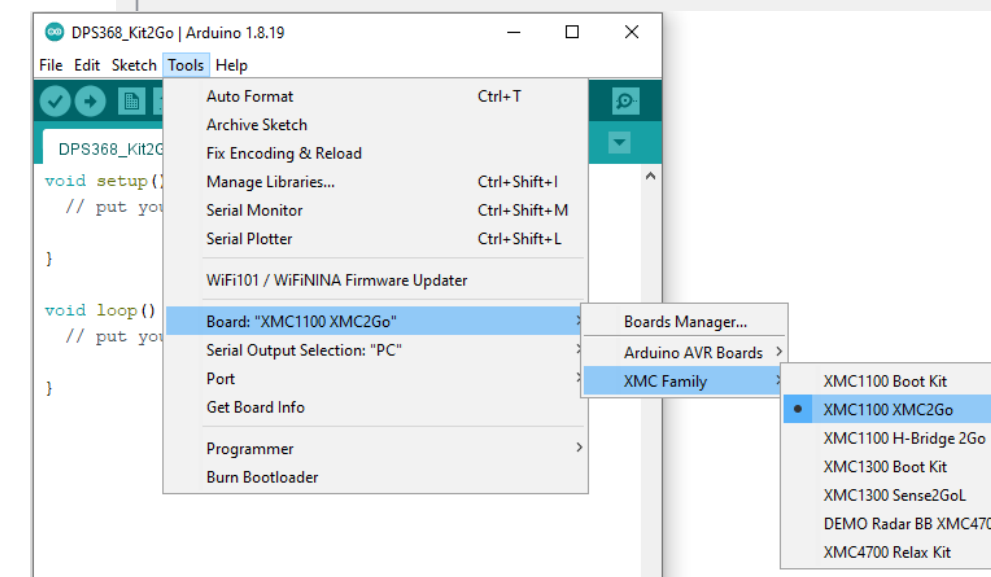 DPS368_Kit2Go | Arduino 1.8.19
File Edit Sketch Tools Help
DPS368_Kit2G
void setup()
// put you
}
void loop()
// put you
}
Auto Format Ctrl+T
Archive Sketch
Fix Encoding & Reload
Manage Libraries... Ctrl+Shift+I
Serial Monitor Ctrl+Shift+M
Serial Plotter Ctrl+Shift+L
WiFi101 / WiFiNINA Firmware Updater
Board: "XMC1100 XMC2Go"
Serial Output Selection: "PC"
Port
Get Board Info
Programmer
Burn Bootloader
Boards Manager...
Arduino AVR Boards
XMC Family
XMC1100 Boot Kit
XMC1100 XMC2Go
XMC1100 H-Bridge 2Go
XMC1300 Boot Kit
XMC1300 Sense2GoL
DEMO Radar BB XMC470
XMC4700 Relax Kit